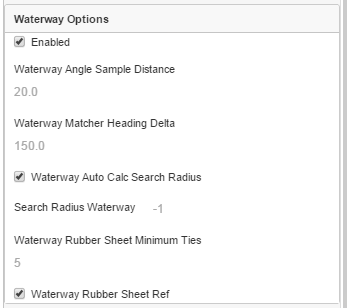 Waterway Options
Enabled
Waterway Angle Sample Distance
20.0
Waterway Matcher Heading Delta
150.0
Waterway Auto Calc Search Radius
Search Radius Waterway -1
Waterway Rubber Sheet Minimum Ties
5
Waterway Rubber Sheet Ref